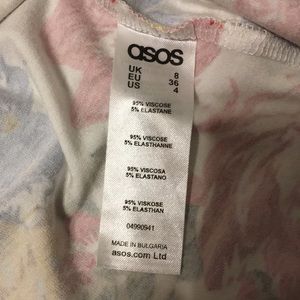 asos
UK 8
EU 36
US 4
95% VISCOSE
5% ELASTANE
95% VISCOSE
5% ELASTHANNE
95% VISCOSA
5% ELASTANO
95% VISKOSE
5% ELASTHAN
04990941
MADE IN BULGARIA
asos.com Ltd